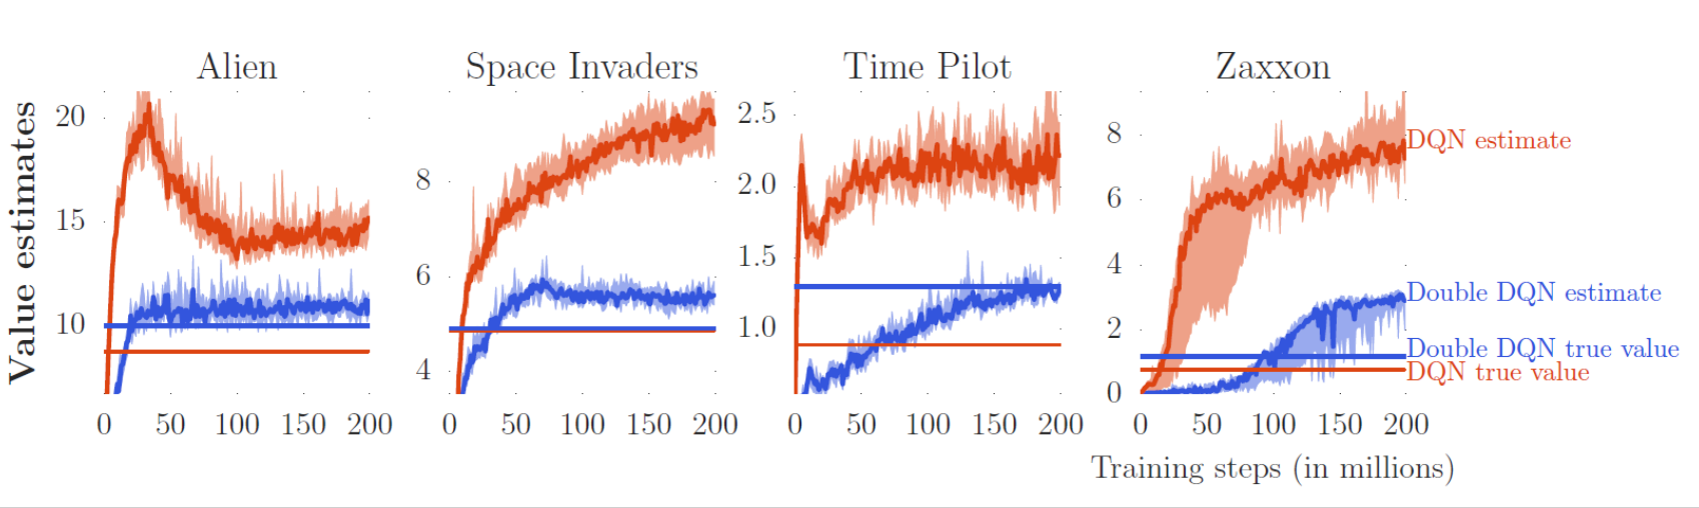 Alien
Space Invaders
Time Pilot
Zaxxon
Value estimates
20
15
10
8
6
4
2.5
2.0
1.5
1.0
8
6
4
2
0
DQN estimate
Double DQN estimate
Double DQN true value
DQN true value
0 50 100 150 200
0 50 100 150 200
0 50 100 150 200
0 50 100 150 200
Training steps (in millions)